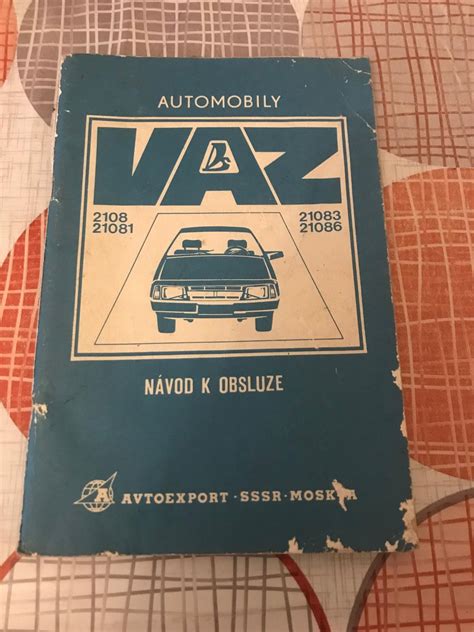 AUTOMOBILY
VAZ
2108 21083
21081 21086
NÁVOD K OBSLUZE
AVTOEXPORT · SSSR · MOSKVA